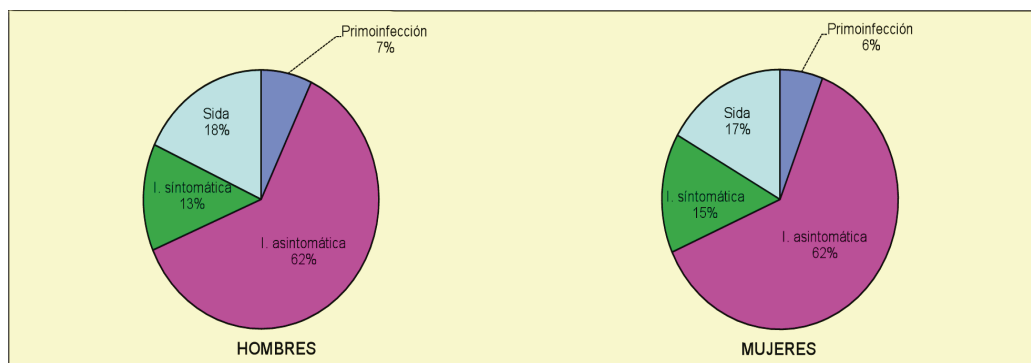 Primoinfección
7%
Sida
18%
I. síntomática
13%
I. asintomática
62%
HOMBRES
Primoinfección
6%
Sida
17%
I. síntomática
15%
I. asintomática
62%
MUJERES